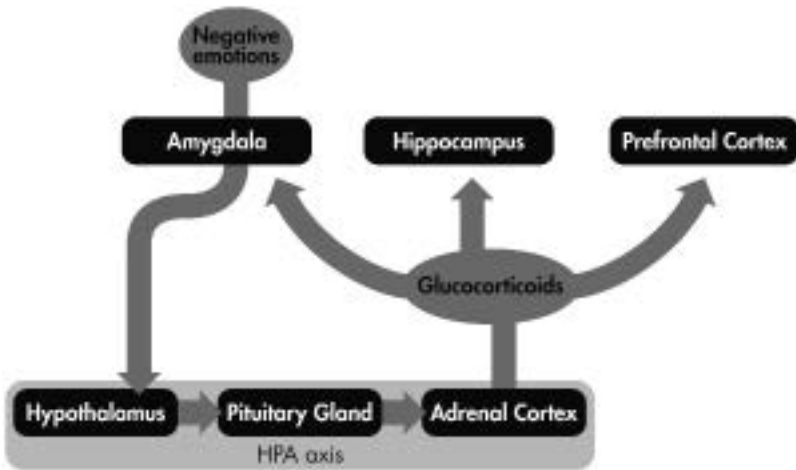 Negative
emotions
Amygdala
Hippocampus
Prefrontal Cortex
Glucocorticoids
Hypothalamus
Pituitary Gland
Adrenal Cortex
HPA axis